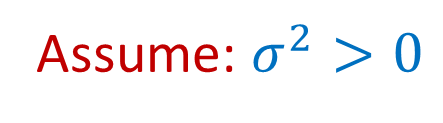 Assume: σ² > 0